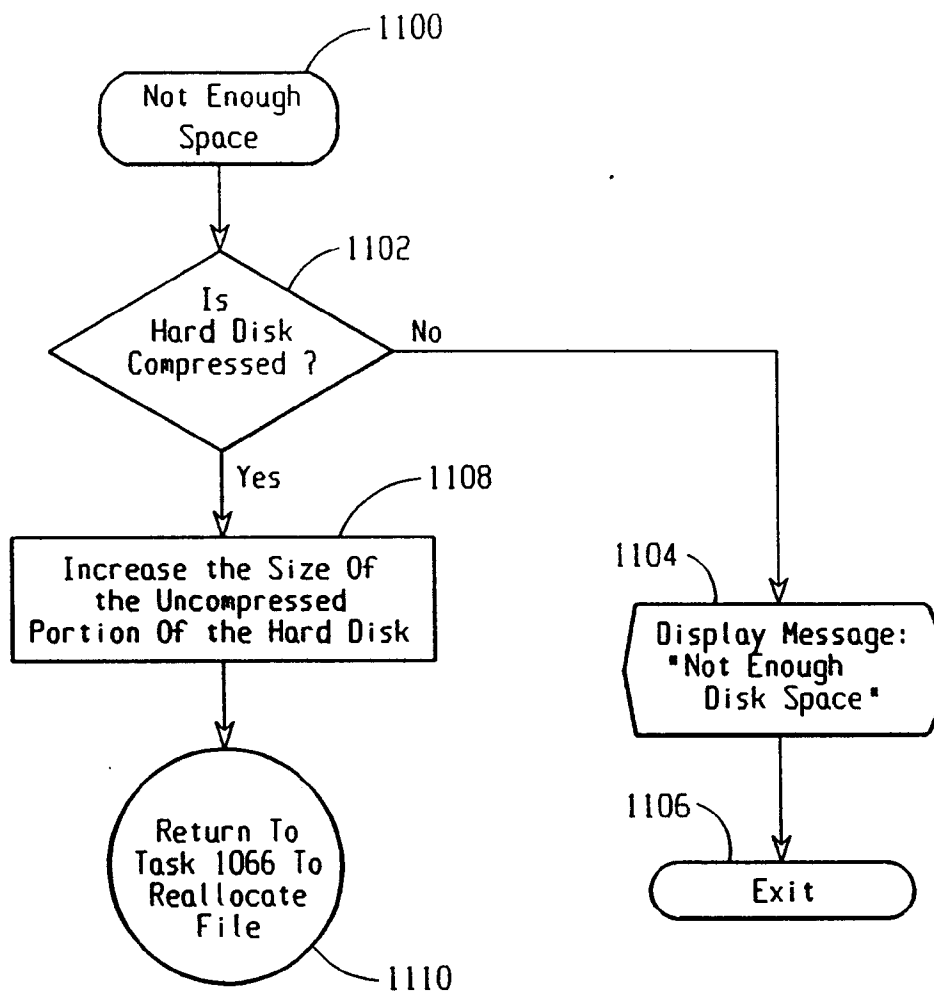 1100
Not Enough
Space
1102
Is
Hard Disk
Compressed ?
No
Yes
1108
Increase the Size Of
the Uncompressed
Portion Of the Hard Disk
1104
Display Message:
"Not Enough
Disk Space"
1106
Exit
Return To
Task 1066 To
Reallocate
File
1110